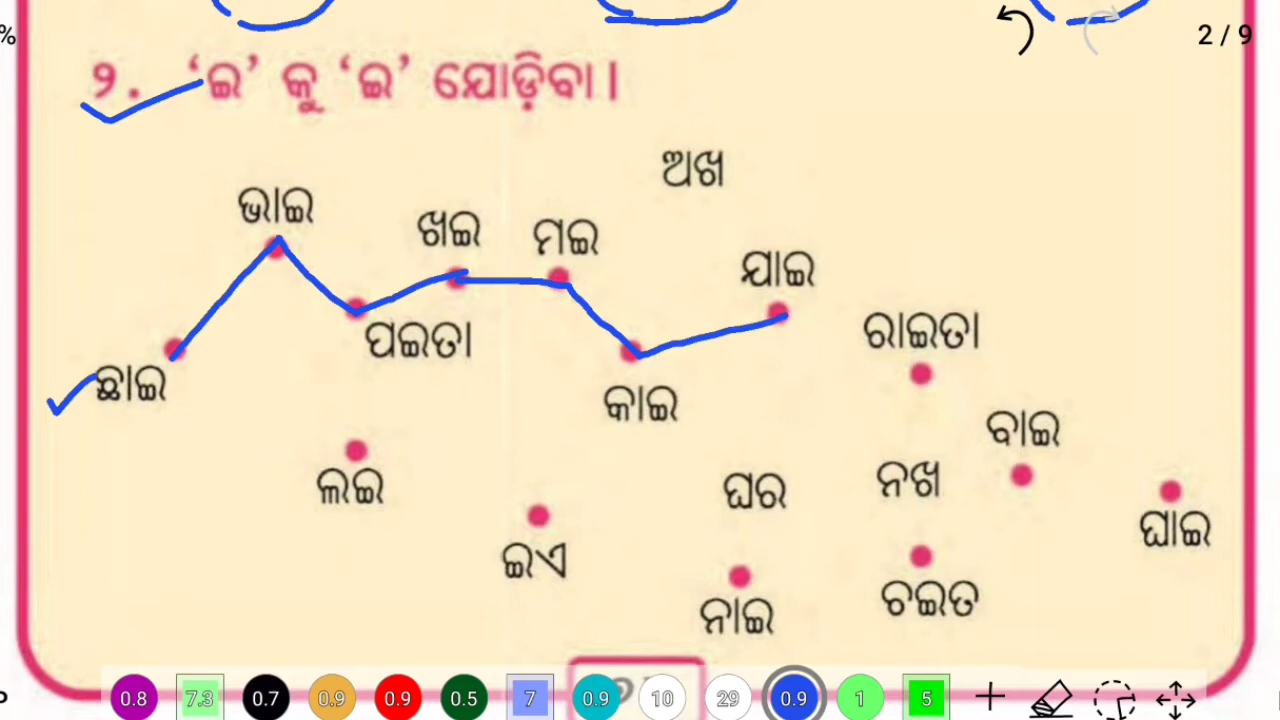 %
2 / 9
୨. ‘ଇ’ କୁ ‘ଇ’ ଯୋଡ଼ିବା ।
ଅଖ
ଭାଇ
ଖଇ
ମଇ
ଯାଇ
ପଇତା
ରାଇତା
ଛାଇ
କାଇ
ବାଇ
ଲଇ
ଘର
ନଖ
ଘାଇ
ଇଏ
ନାଇ
ଚଇତ
0.8 7.3 0.7 0.9 0.9 0.5 7 0.9 10 29 0.9 1 5